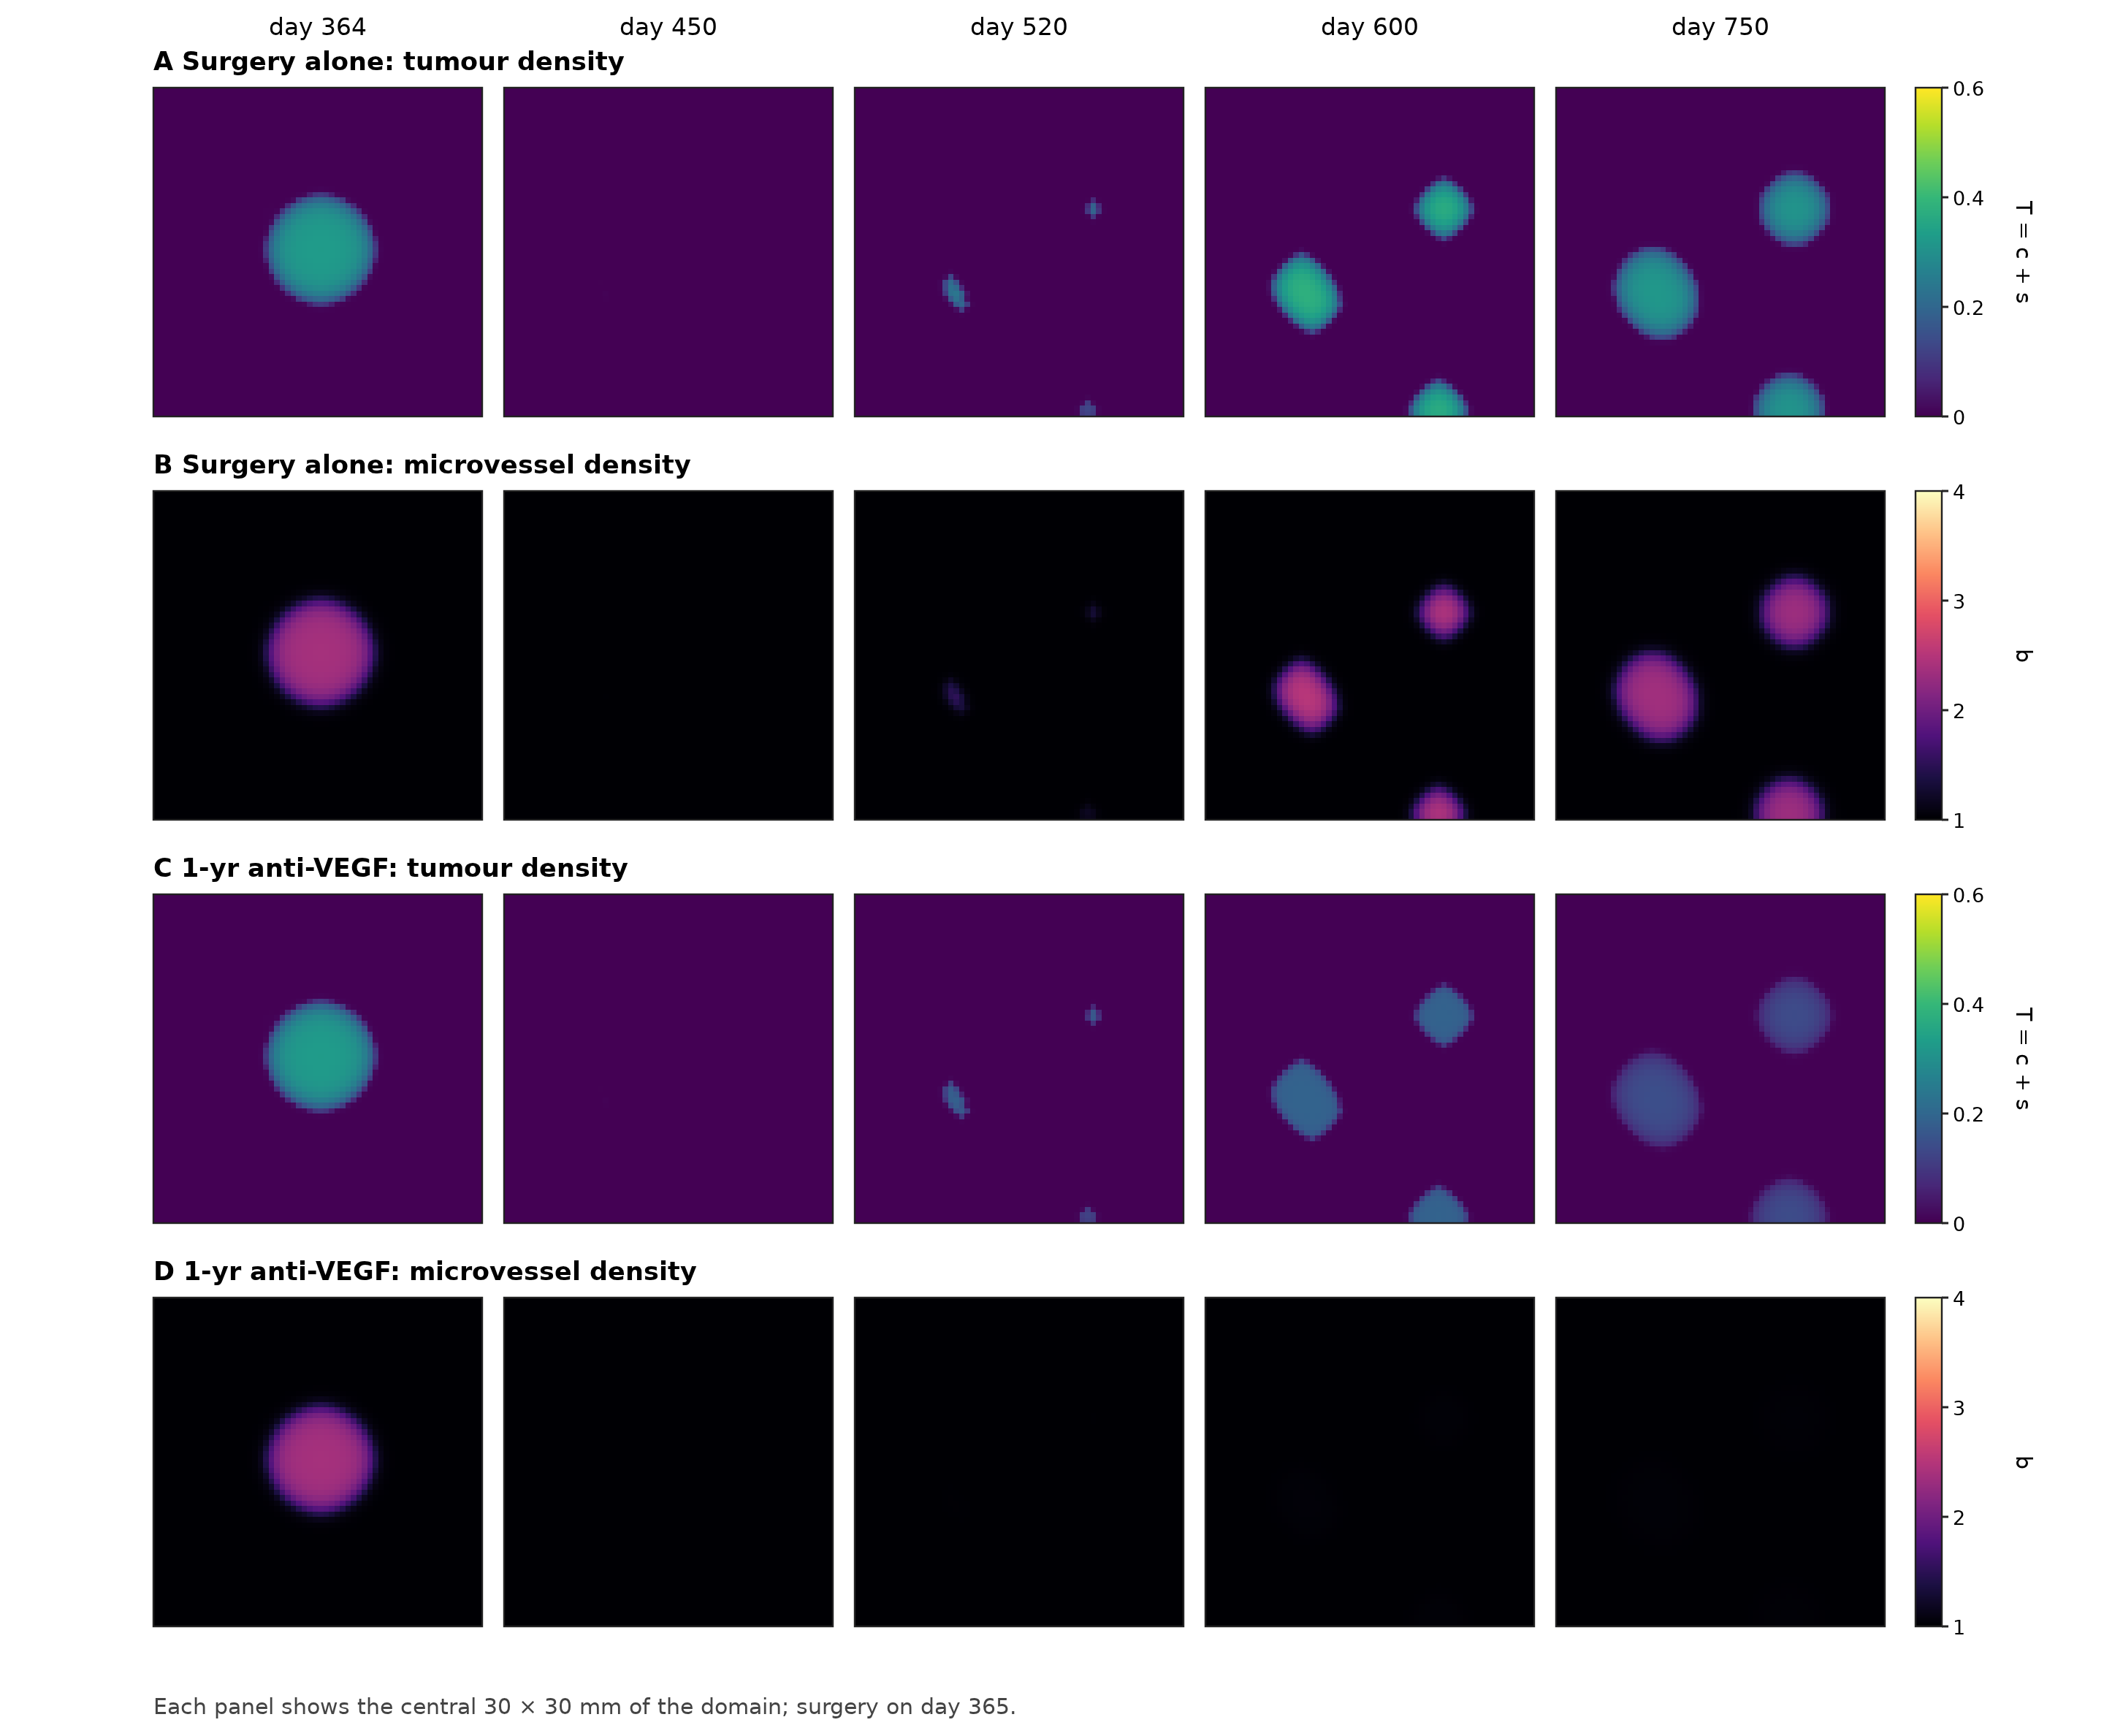 day 364 day 450 day 520 day 600 day 750
A Surgery alone: tumour density
0.6
0.4
0.2
0
T = c + s
B Surgery alone: microvessel density
4
3
2
1
b
C 1-yr anti-VEGF: tumour density
0.6
0.4
0.2
0
T = c + s
D 1-yr anti-VEGF: microvessel density
4
3
2
1
b
Each panel shows the central 30 × 30 mm of the domain; surgery on day 365.